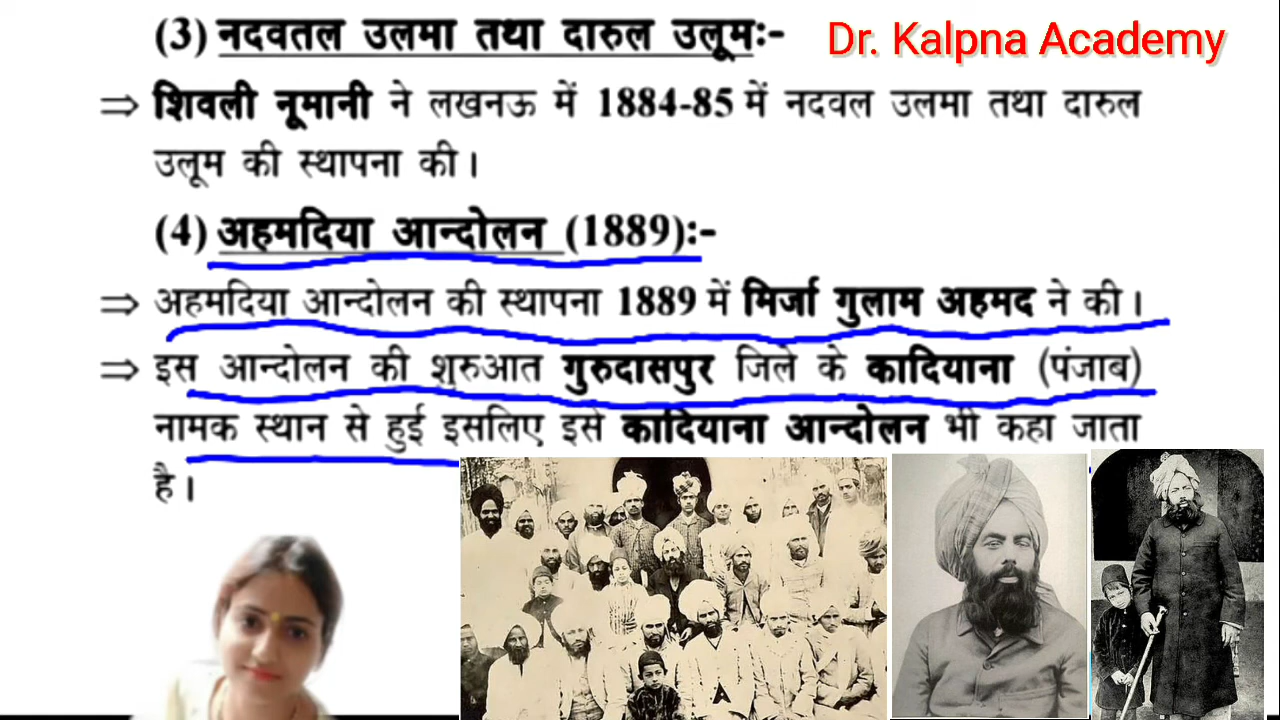 (3) नदवतल उलमा तथा दारुल उलूमः-
Dr. Kalpna Academy
⇒ शिवली नूमानी ने लखनऊ में 1884-85 में नदवल उलमा तथा दारुल
उलूम की स्थापना की।
(4) अहमदिया आन्दोलन (1889):-
⇒ अहमदिया आन्दोलन की स्थापना 1889 में मिर्जा गुलाम अहमद ने की।
⇒ इस आन्दोलन की शुरुआत गुरुदासपुर जिले के कादियाना (पंजाब)
नामक स्थान से हुई इसलिए इसे कादियाना आन्दोलन भी कहा जाता
है।